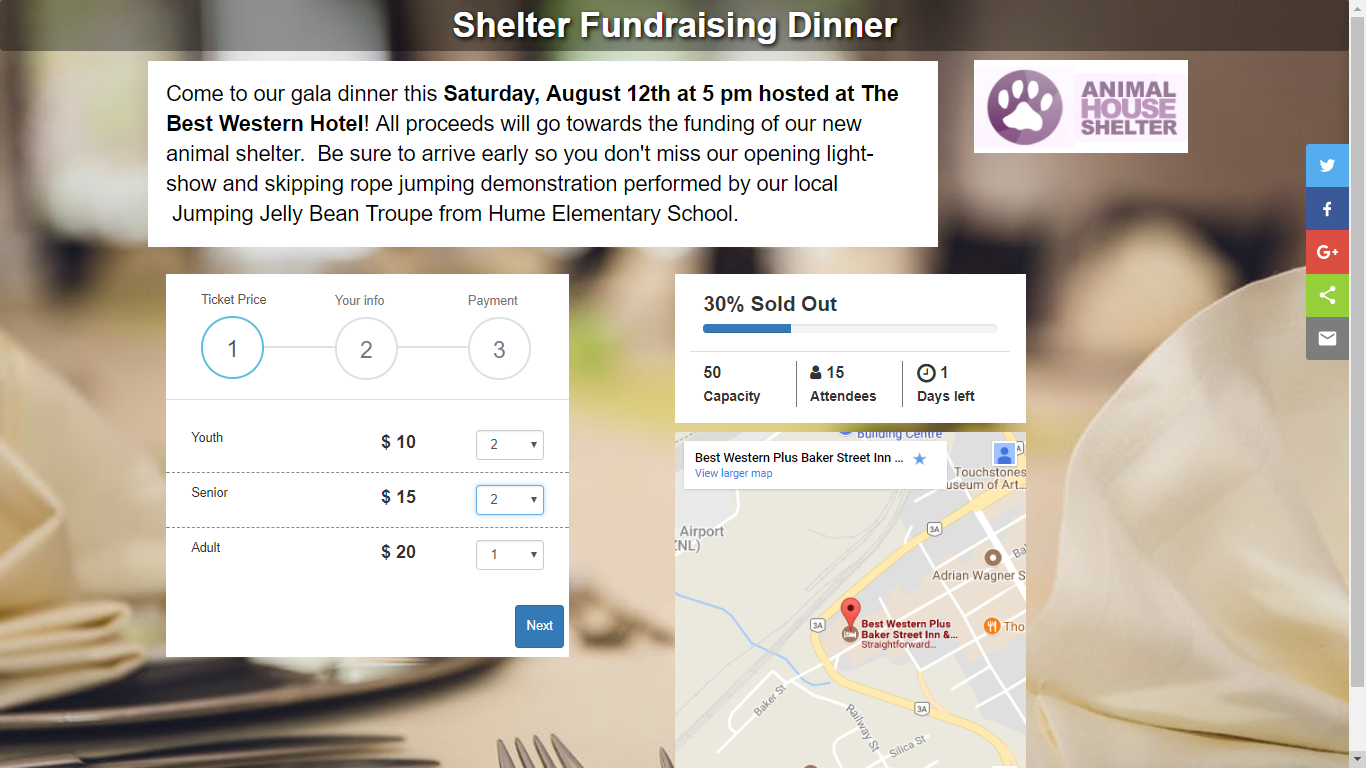 Shelter Fundraising Dinner
Come to our gala dinner this Saturday, August 12th at 5 pm hosted at The
Best Western Hotel! All proceeds will go towards the funding of our new
animal shelter.  Be sure to arrive early so you don't miss our opening light-
show and skipping rope jumping demonstration performed by our local
Jumping Jelly Bean Troupe from Hume Elementary School.
ANIMAL
HOUSE
SHELTER
G+
Ticket Price Your info Payment
1 2 3
Youth $ 10 2
Senior $ 15 2
Adult $ 20 1
Next
30% Sold Out
50 15 1
Capacity Attendees Days left
Building Centre
Best Western Plus Baker Street Inn ...
View larger map
Touchstones
useum of Art...
3A
Airport
ZNL)
Ba
Adrian Wagner S
3A
Best Western Plus
Baker Street Inn &...
Straightforward...
Tho
Baker St
3A
Railway St
Silica St